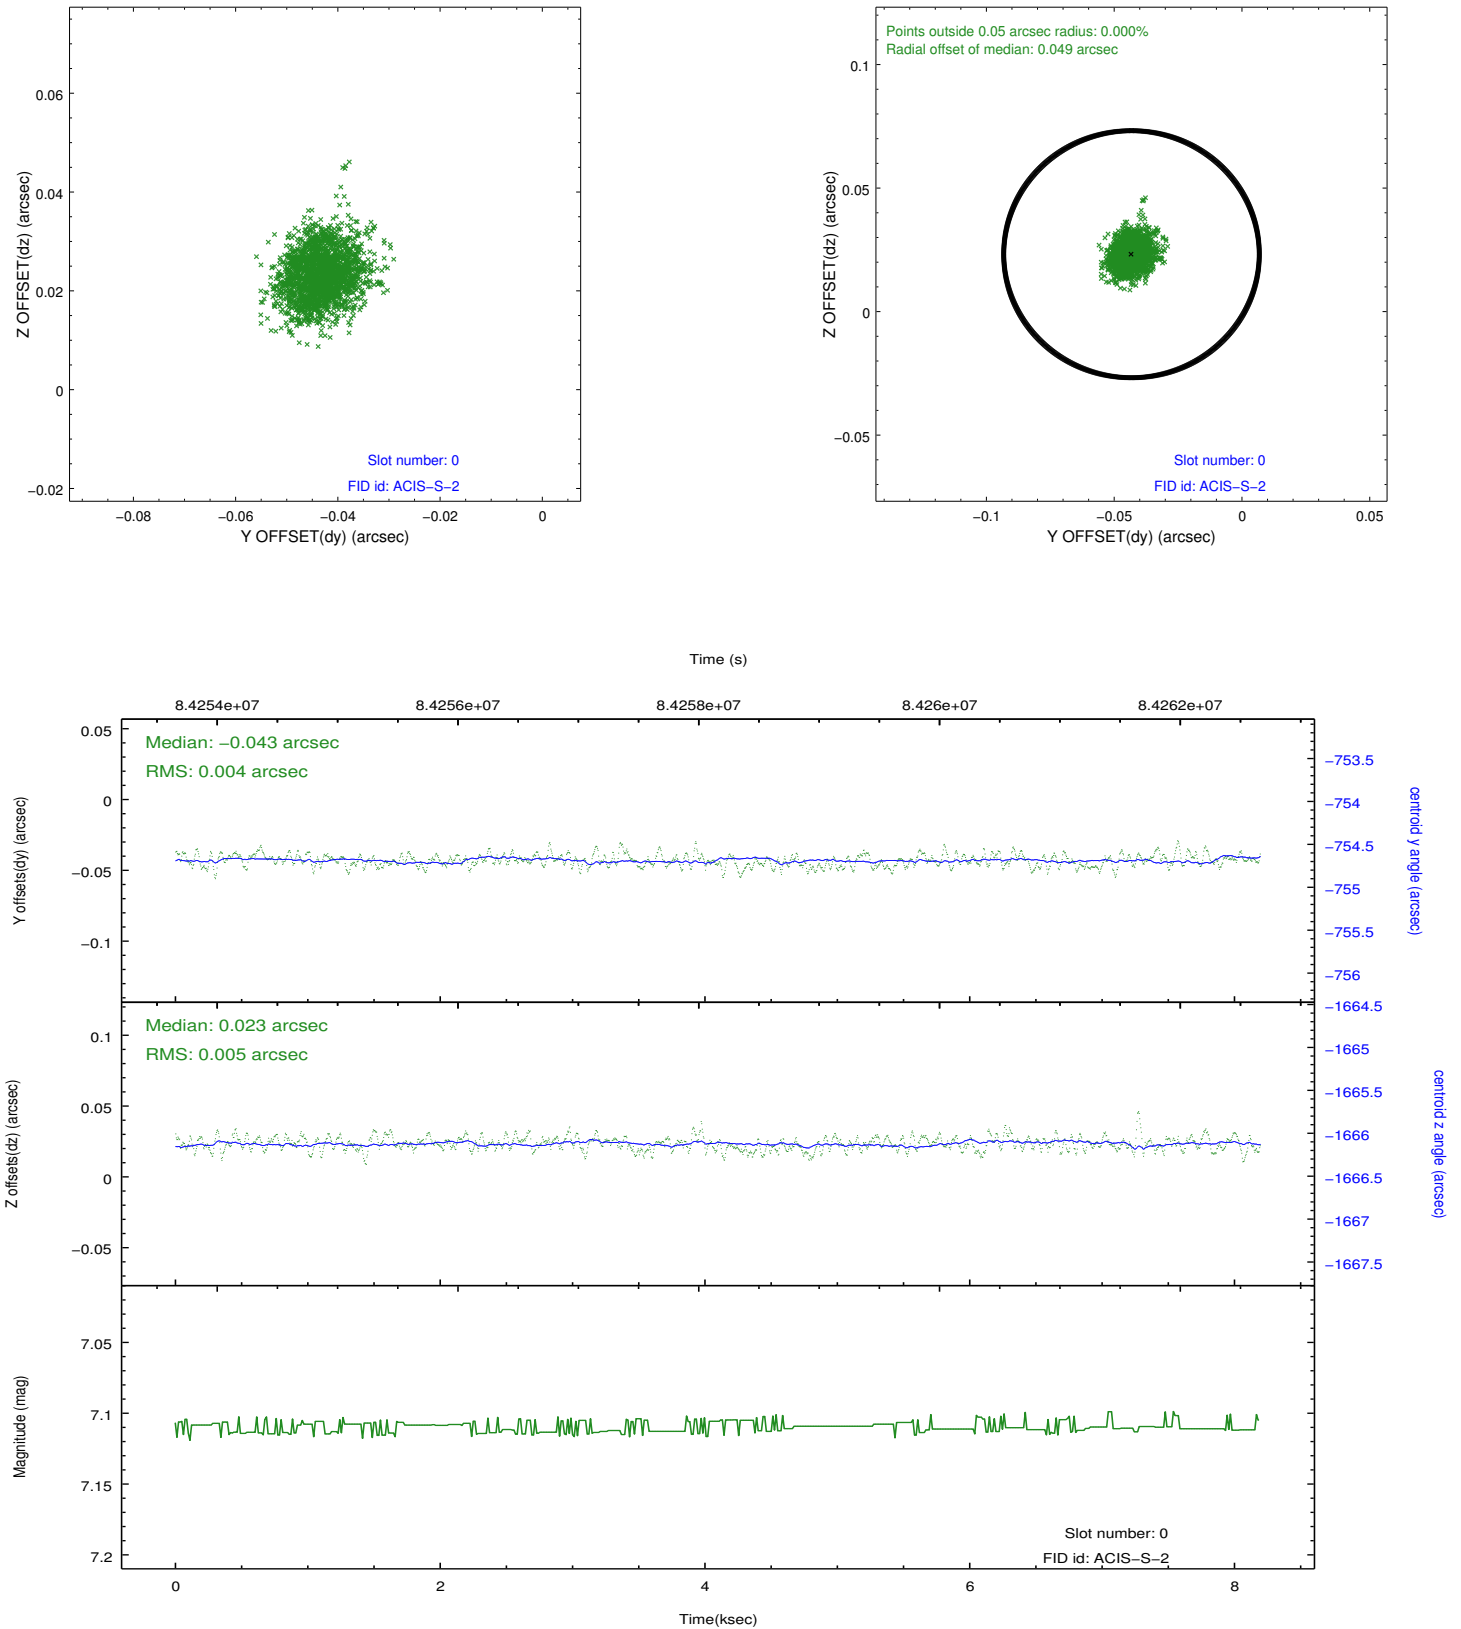 0.06
0.04
0.02
0
−0.02
Z OFFSET(dz) (arcsec)
Slot number: 0
FID id: ACIS−S−2
−0.08 −0.06 −0.04 −0.02 0
Y OFFSET(dy) (arcsec)
Points outside 0.05 arcsec radius: 0.000%
Radial offset of median: 0.049 arcsec
0.1
0.05
0
−0.05
Z OFFSET(dz) (arcsec)
Slot number: 0
FID id: ACIS−S−2
−0.1 −0.05 0 0.05
Y OFFSET(dy) (arcsec)
Time (s)
8.4254e+07 8.4256e+07 8.4258e+07 8.426e+07 8.4262e+07
Median: −0.043 arcsec
RMS: 0.004 arcsec
0.05
0
−0.05
−0.1
Y offsets(dy) (arcsec)
−753.5
−754
−754.5
−755
−755.5
−756
centroid y angle (arcsec)
Median: 0.023 arcsec
RMS: 0.005 arcsec
0.1
0.05
0
−0.05
Z offsets(dz) (arcsec)
−1664.5
−1665
−1665.5
−1666
−1666.5
−1667
−1667.5
centroid z angle (arcsec)
7.05
7.1
7.15
7.2
Magnitude (mag)
Slot number: 0
FID id: ACIS−S−2
0 2 4 6 8
Time(ksec)